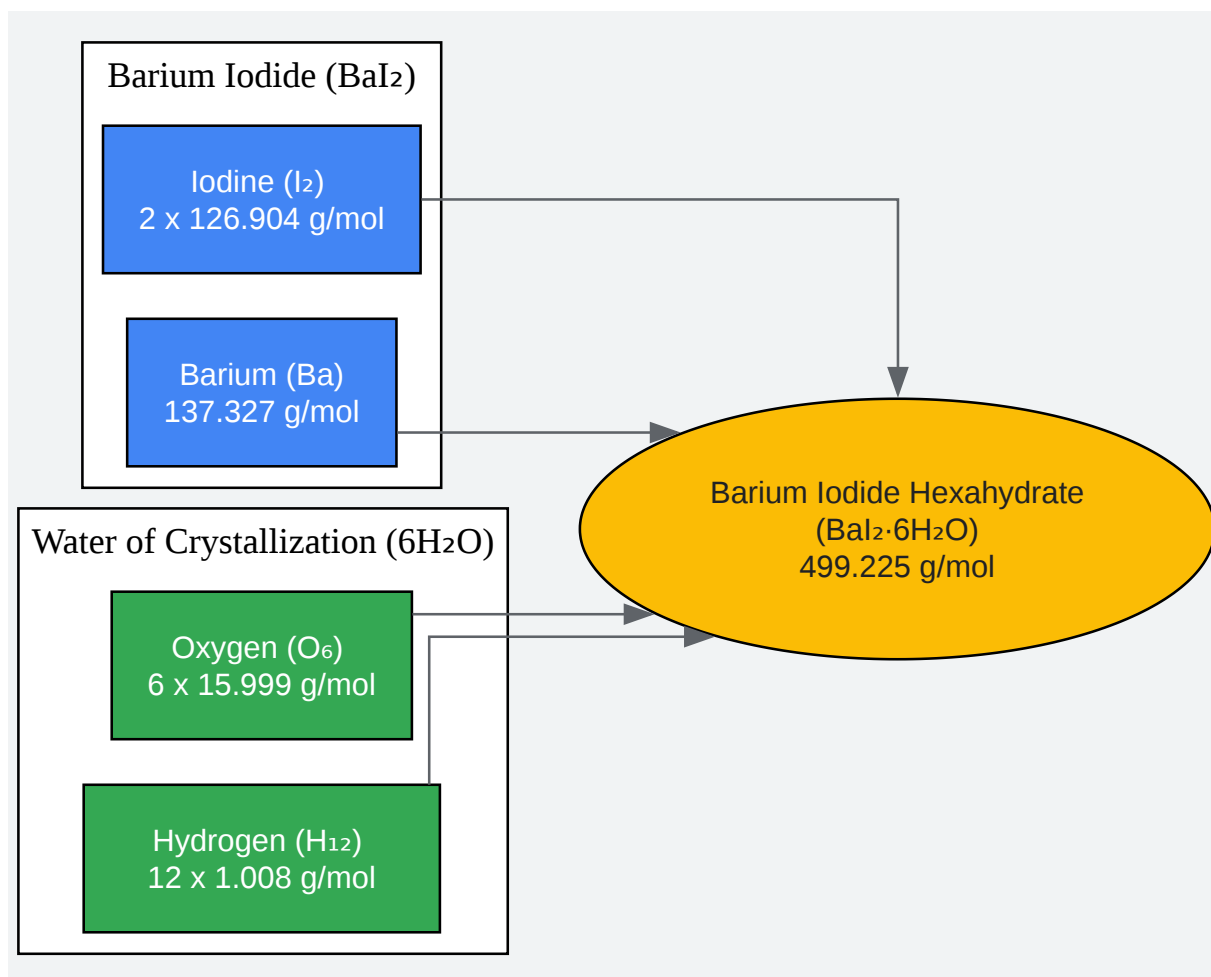 Barium Iodide (BaI₂)
Iodine (I₂)
2 x 126.904 g/mol
Barium (Ba)
137.327 g/mol
Water of Crystallization (6H₂O)
Oxygen (O₆)
6 x 15.999 g/mol
Hydrogen (H₁₂)
12 x 1.008 g/mol
Barium Iodide Hexahydrate
(BaI₂·6H₂O)
499.225 g/mol